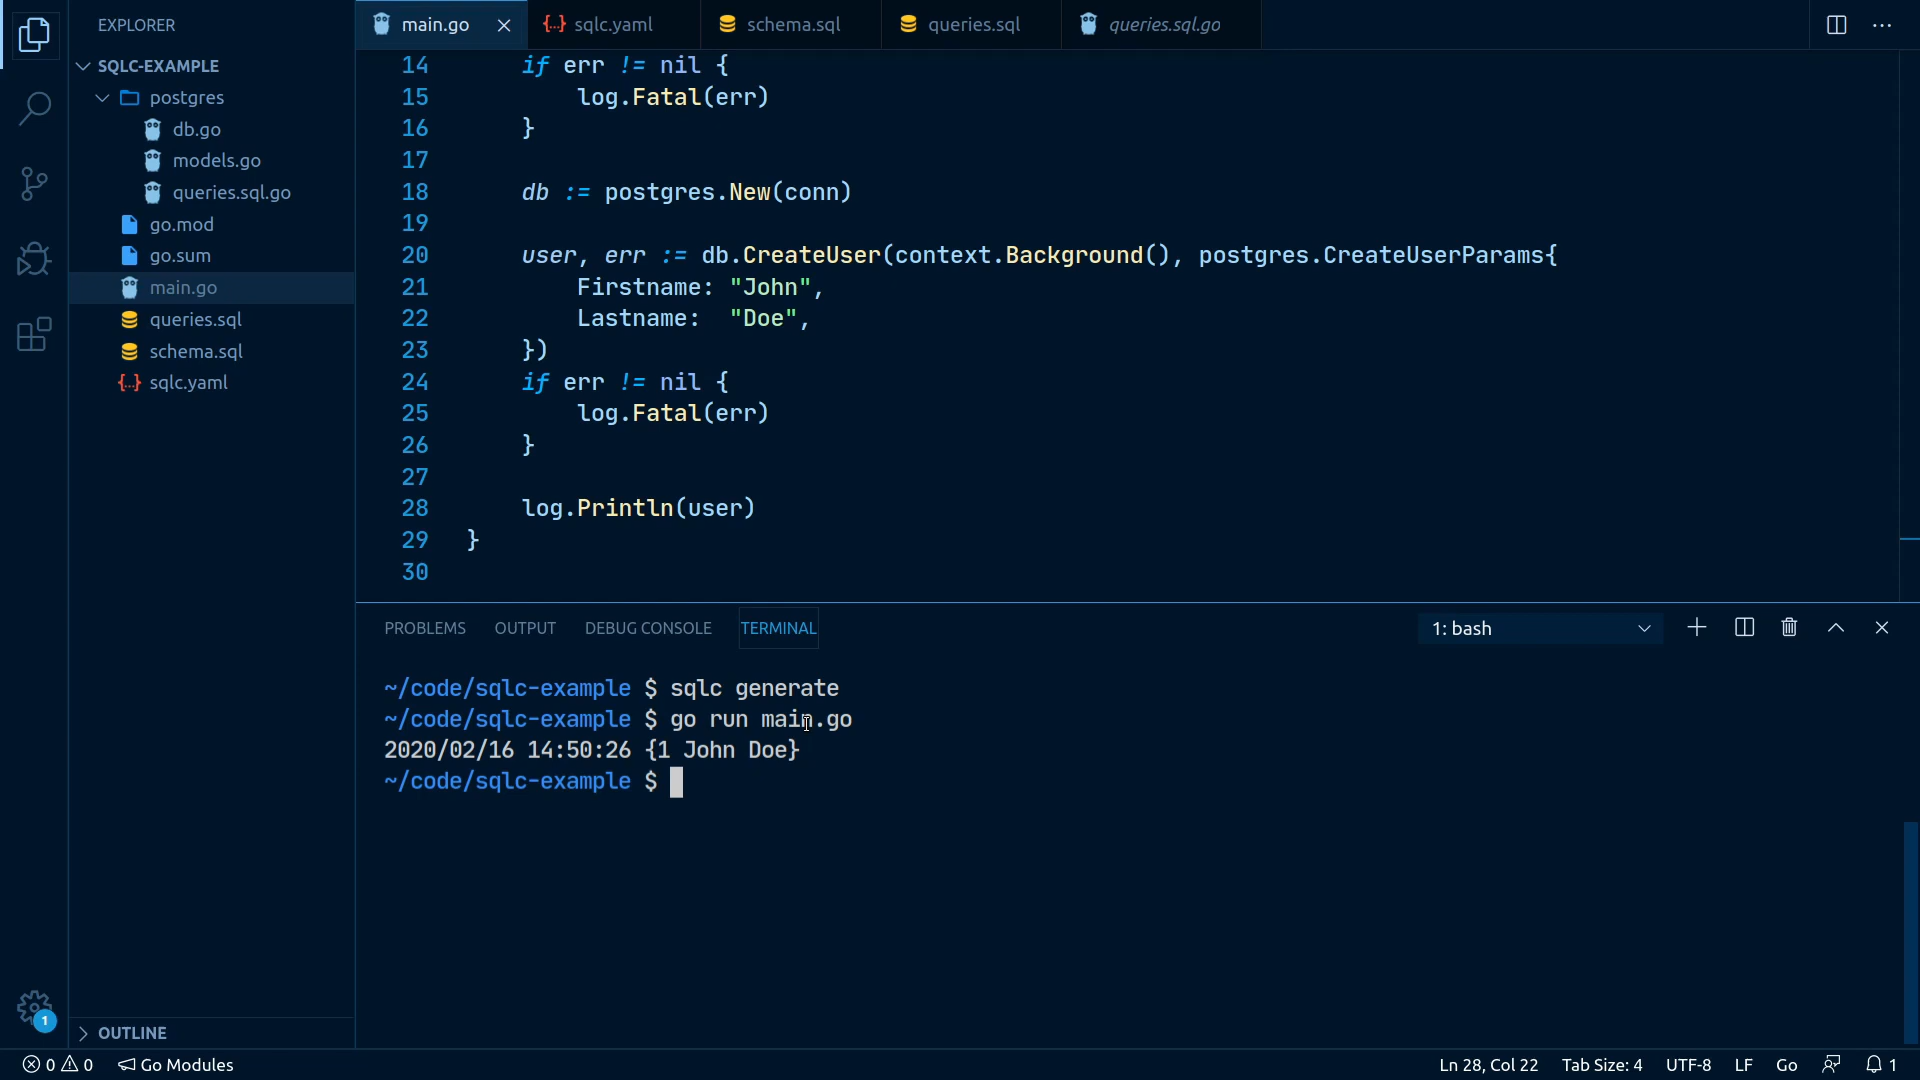 EXPLORER
SQLC-EXAMPLE
postgres
db.go
models.go
queries.sql.go
go.mod
go.sum
main.go
queries.sql
schema.sql
sqlc.yaml
OUTLINE
main.go
{..} sqlc.yaml
schema.sql
queries.sql
queries.sql.go
14 if err != nil {
15 log.Fatal(err)
16 }
17
18 db := postgres.New(conn)
19
20 user, err := db.CreateUser(context.Background(), postgres.CreateUserParams{
21 Firstname: "John",
22 Lastname: "Doe",
23 })
24 if err != nil {
25 log.Fatal(err)
26 }
27
28 log.Println(user)
29 }
30
PROBLEMS OUTPUT DEBUG CONSOLE TERMINAL
1: bash
~/code/sqlc-example $ sqlc generate
~/code/sqlc-example $ go run main.go
2020/02/16 14:50:26 {1 John Doe}
~/code/sqlc-example $
1
0 0 Go Modules
Ln 28, Col 22 Tab Size: 4 UTF-8 LF Go 1